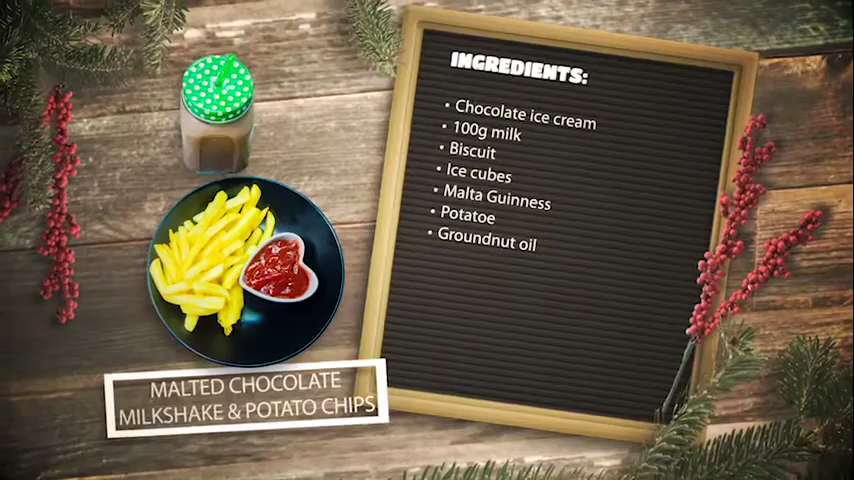 INGREDIENTS:
• Chocolate ice cream
• 100g milk
• Biscuit
• Ice cubes
• Malta Guinness
• Potatoe
• Groundnut oil
MALTED CHOCOLATE
MILKSHAKE & POTATO CHIPS